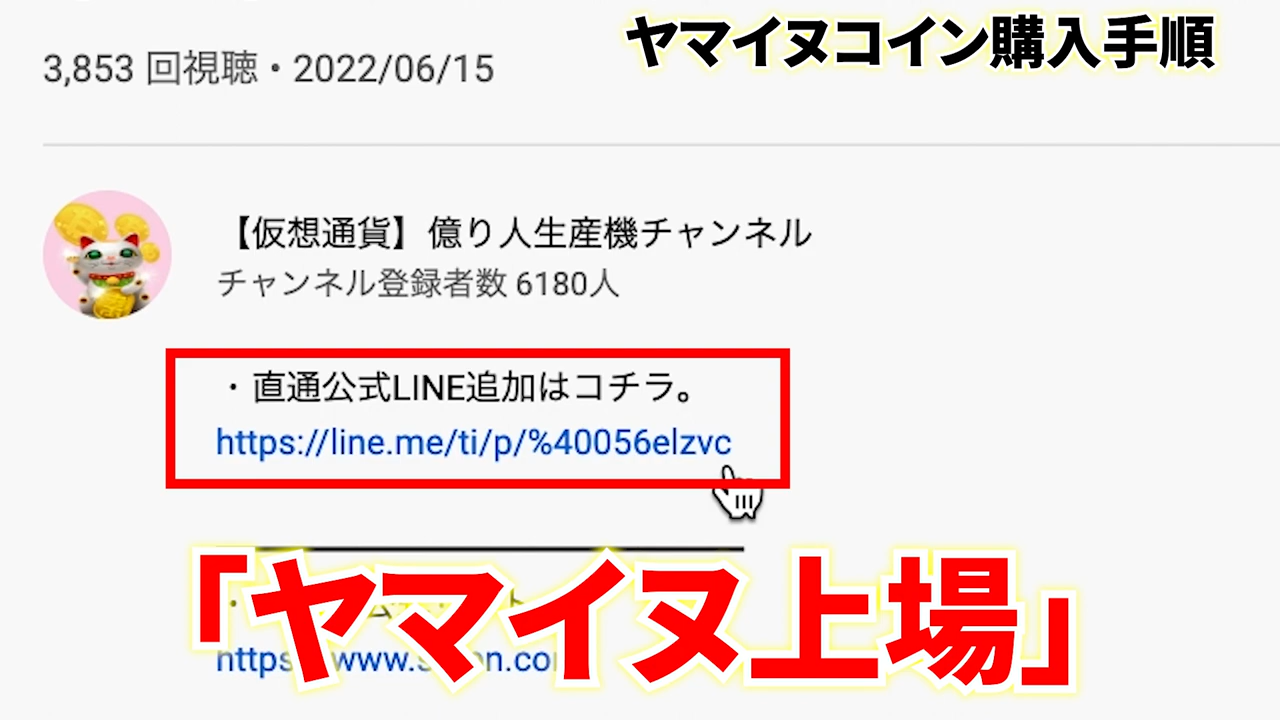 ヤマイヌコイン購入手順
3,853 回視聴・2022/06/15
【仮想通貨】億り人生産機チャンネル
チャンネル登録者数 6180人
・直通公式LINE追加はコチラ。
https://line.me/ti/p/%40056elzvc
「ヤマイヌ上場」